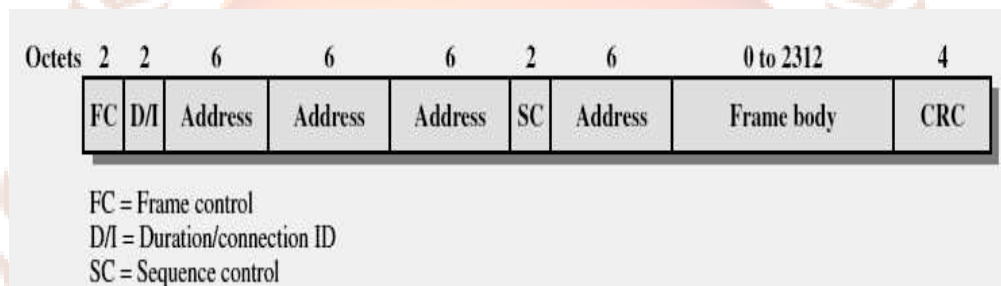 Octets 2 2 6 6 6 2 6 0 to 2312 4
FC D/I Address Address Address SC Address Frame body CRC
FC = Frame control
D/I = Duration/connection ID
SC = Sequence control